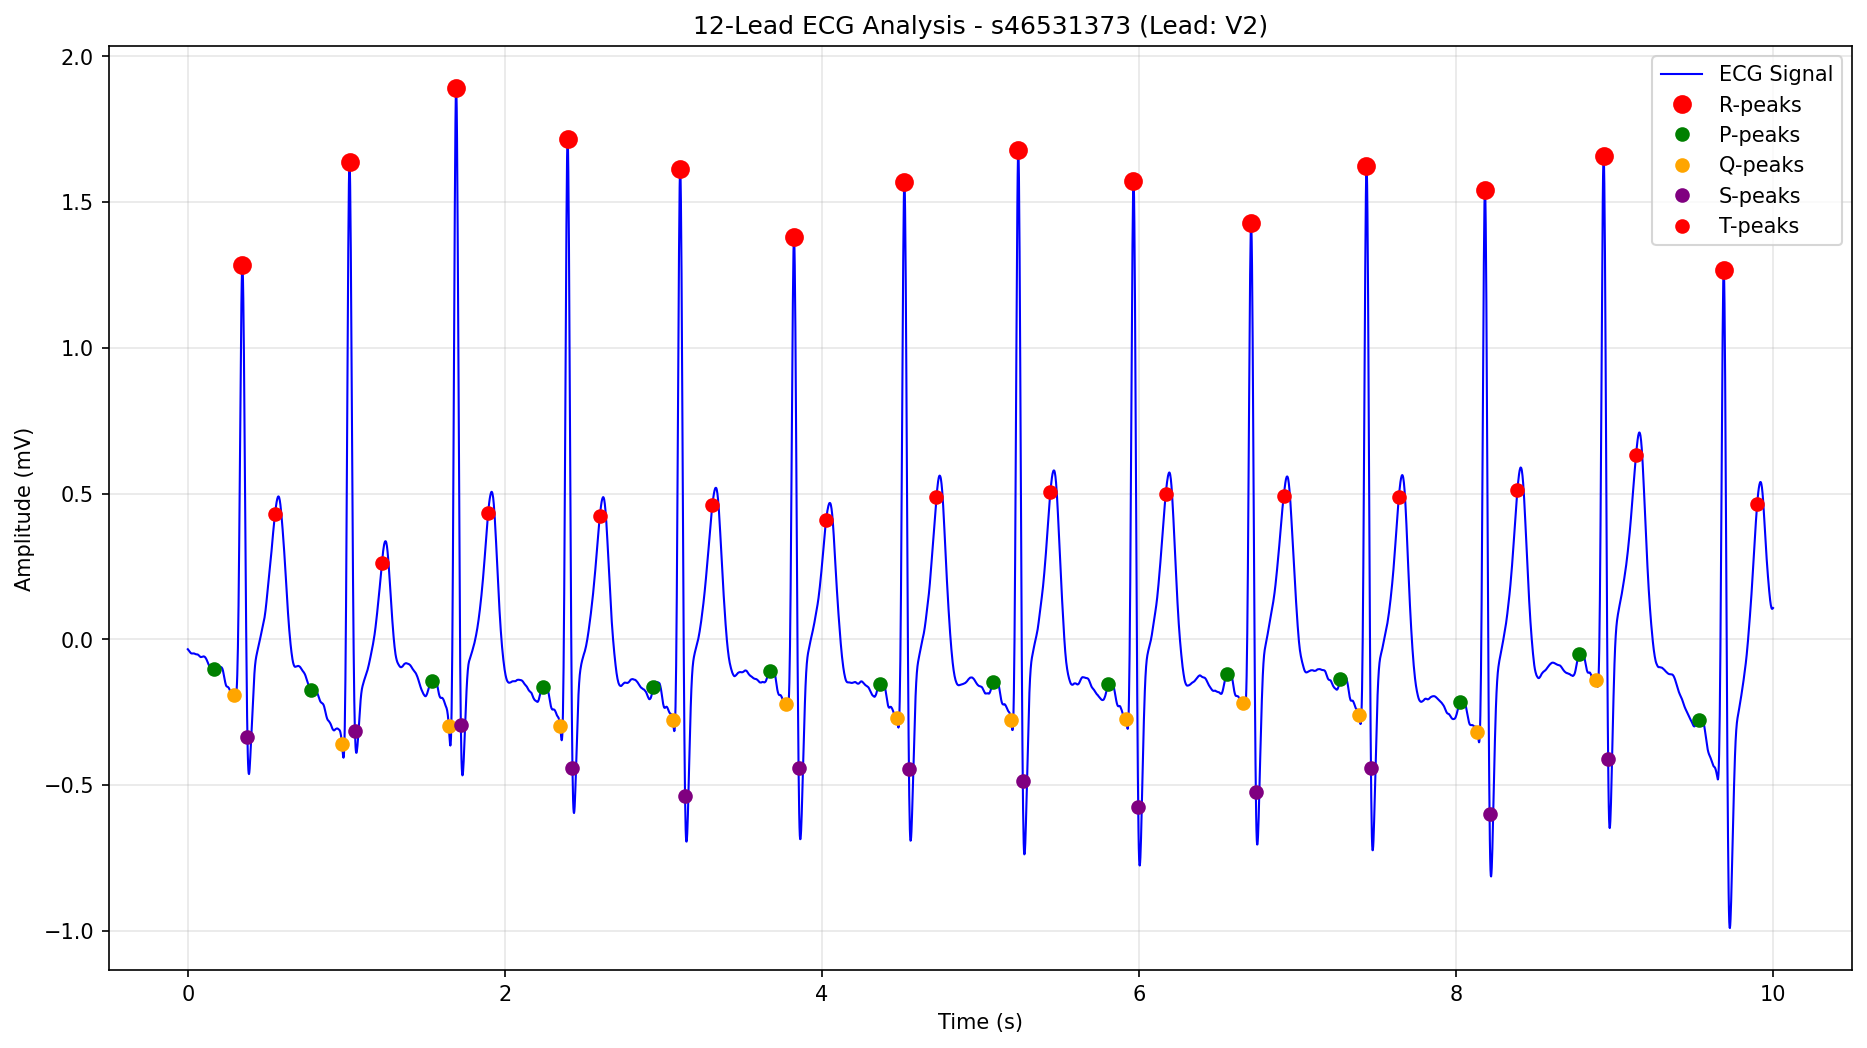 12-Lead ECG Analysis - s46531373 (Lead: V2)
ECG Signal
R-peaks
P-peaks
Q-peaks
S-peaks
T-peaks
Amplitude (mV)
2.0
1.5
1.0
0.5
0.0
−0.5
−1.0
0 2 4 6 8 10
Time (s)